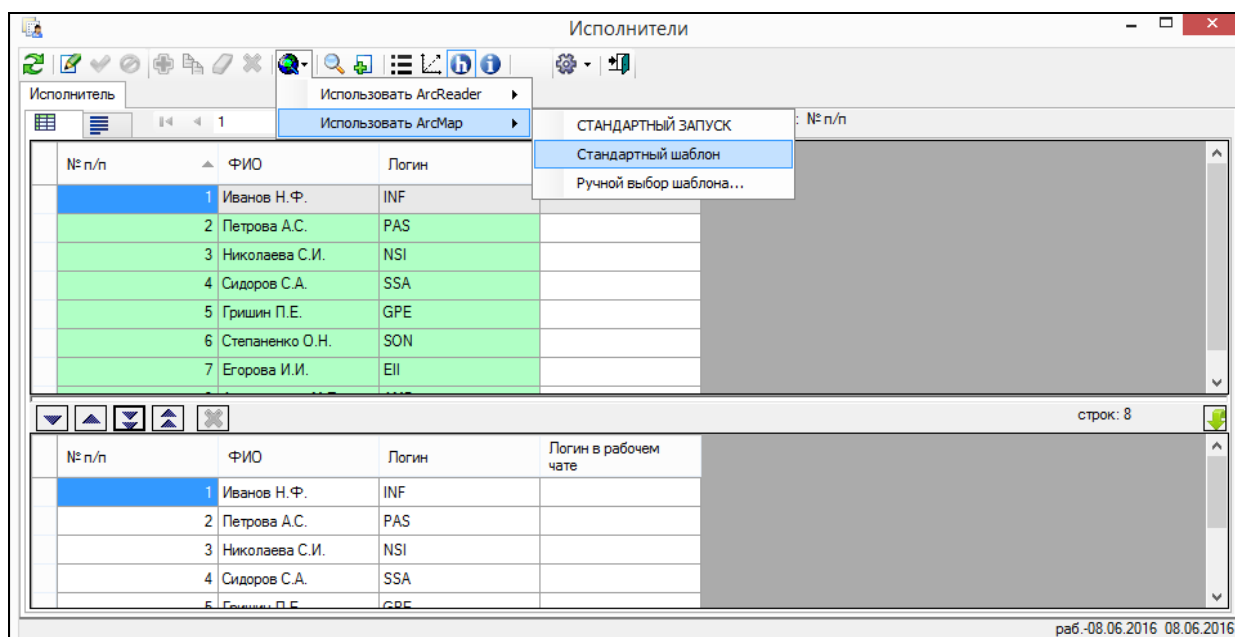 Исполнители
Исполнитель
Использовать ArcReader
1
Использовать ArcMap
СТАНДАРТНЫЙ ЗАПУСК
: № п/п
Стандартный шаблон
Ручной выбор шаблона...
№ п/п ФИО Логин
1 Иванов Н.Ф. INF
2 Петрова А.С. PAS
3 Николаева С.И. NSI
4 Сидоров С.А. SSA
5 Гришин П.Е. GPE
6 Степаненко О.Н. SON
7 Егорова И.И. EII
строк: 8
№ п/п ФИО Логин Логин в рабочем
чате
1 Иванов Н.Ф. INF
2 Петрова А.С. PAS
3 Николаева С.И. NSI
4 Сидоров С.А. SSA
5 Гришин П.Е. GPE
раб.-08.06.2016 08.06.2016